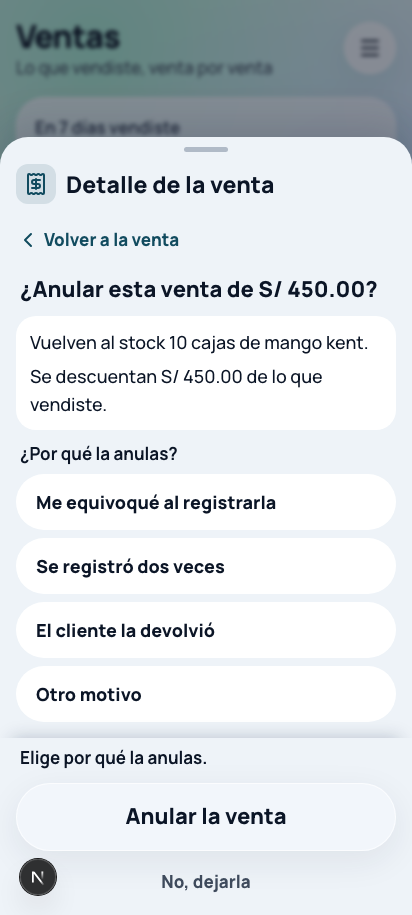 Ventas
Lo que vendiste, venta por venta
En 7 días vendiste
Detalle de la venta
Volver a la venta
¿Anular esta venta de S/ 450.00?
Vuelven al stock 10 cajas de mango kent.
Se descuentan S/ 450.00 de lo que
vendiste.
¿Por qué la anulas?
Me equivoqué al registrarla
Se registró dos veces
El cliente la devolvió
Otro motivo
Elige por qué la anulas.
Anular la venta
N
No, dejarla